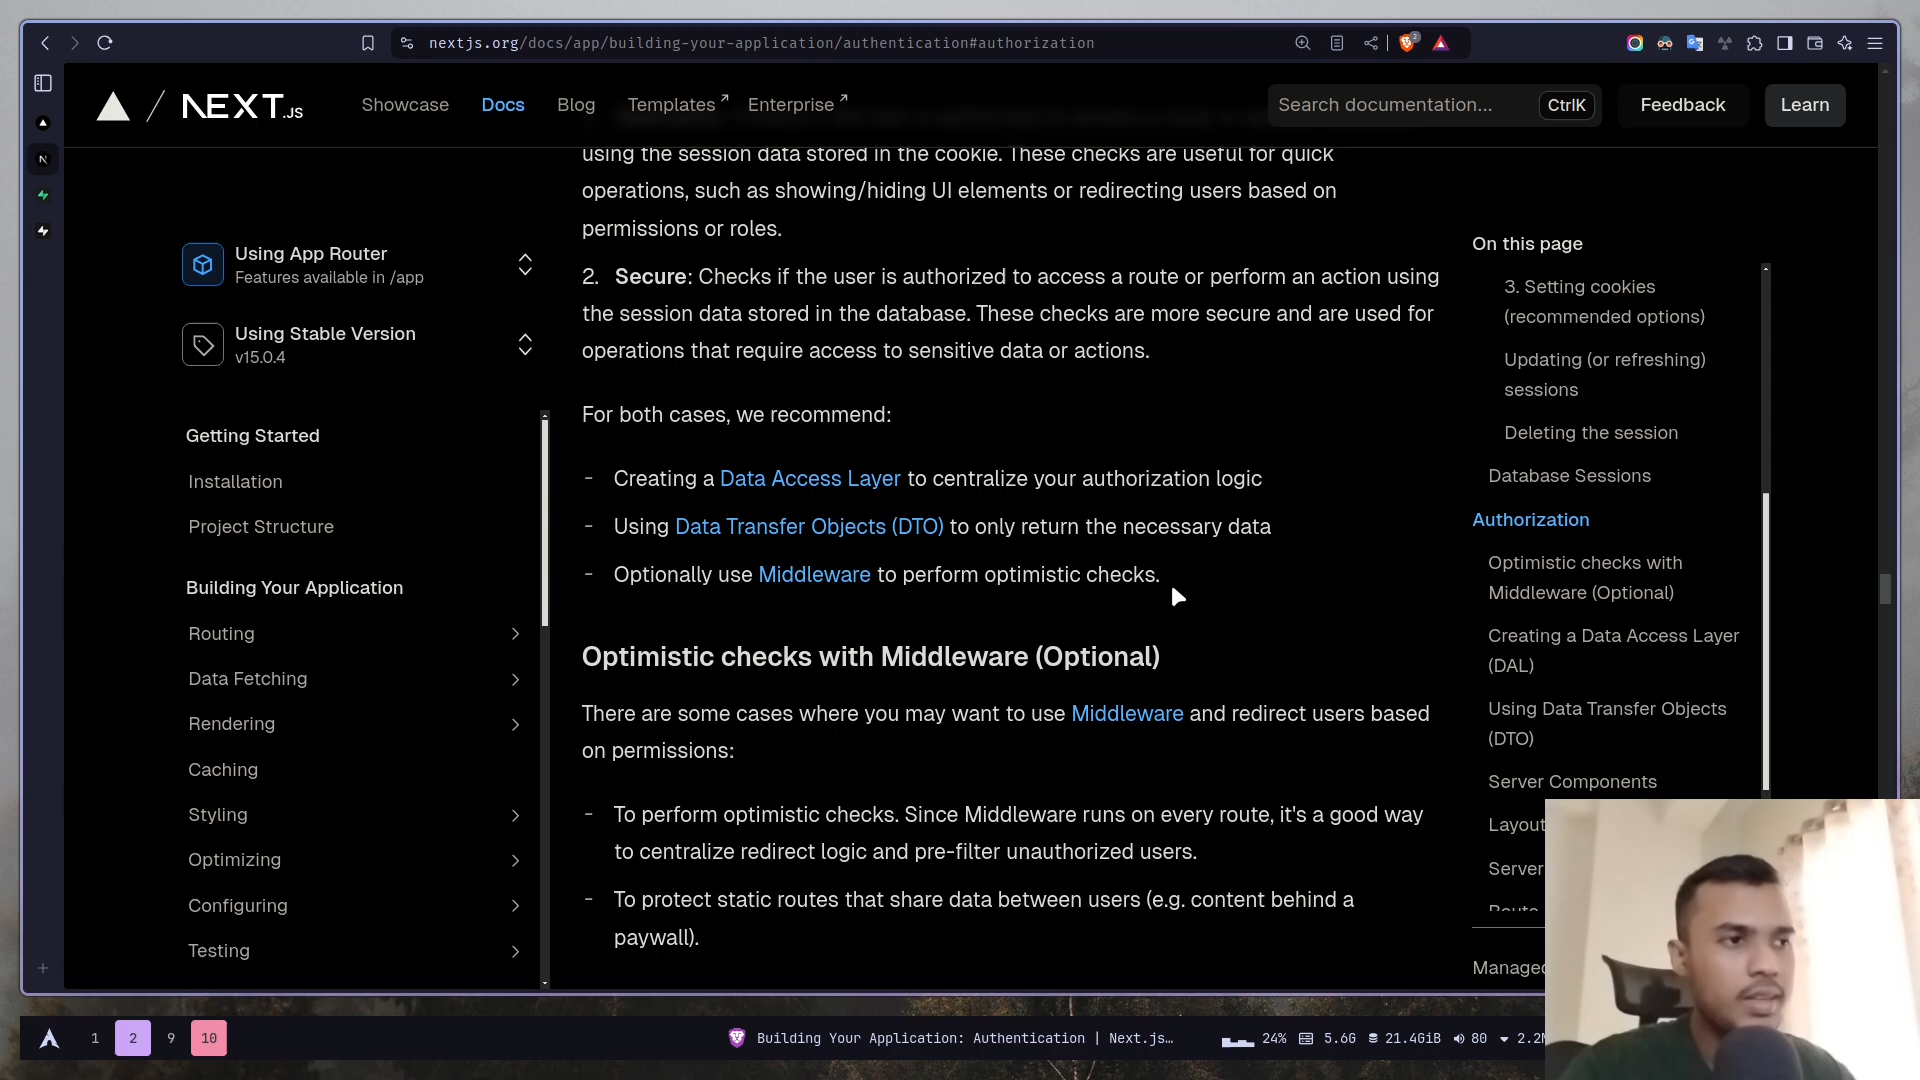 nextjs.org/docs/app/building-your-application/authentication#authorization
2
NEXT.JS
Showcase
Docs
Blog
Templates
Enterprise
Search documentation...
CtrlK
Feedback
Learn
Using App Router
Features available in /app
Using Stable Version
v15.0.4
Getting Started
Installation
Project Structure
Building Your Application
Routing
Data Fetching
Rendering
Caching
Styling
Optimizing
Configuring
Testing
using the session data stored in the cookie. These checks are useful for quick
operations, such as showing/hiding UI elements or redirecting users based on
permissions or roles.
2. Secure: Checks if the user is authorized to access a route or perform an action using
the session data stored in the database. These checks are more secure and are used for
operations that require access to sensitive data or actions.
For both cases, we recommend:
- Creating a Data Access Layer to centralize your authorization logic
- Using Data Transfer Objects (DTO) to only return the necessary data
- Optionally use Middleware to perform optimistic checks.
Optimistic checks with Middleware (Optional)
There are some cases where you may want to use Middleware and redirect users based
on permissions:
- To perform optimistic checks. Since Middleware runs on every route, it's a good way
to centralize redirect logic and pre-filter unauthorized users.
- To protect static routes that share data between users (e.g. content behind a
paywall).
On this page
3. Setting cookies
(recommended options)
Updating (or refreshing)
sessions
Deleting the session
Database Sessions
Authorization
Optimistic checks with
Middleware (Optional)
Creating a Data Access Layer
(DAL)
Using Data Transfer Objects
(DTO)
Server Components
Layout
Server
Route
Managed
1
2
9
10
Building Your Application: Authentication | Next.js…
24%
5.6G
21.4GiB
80